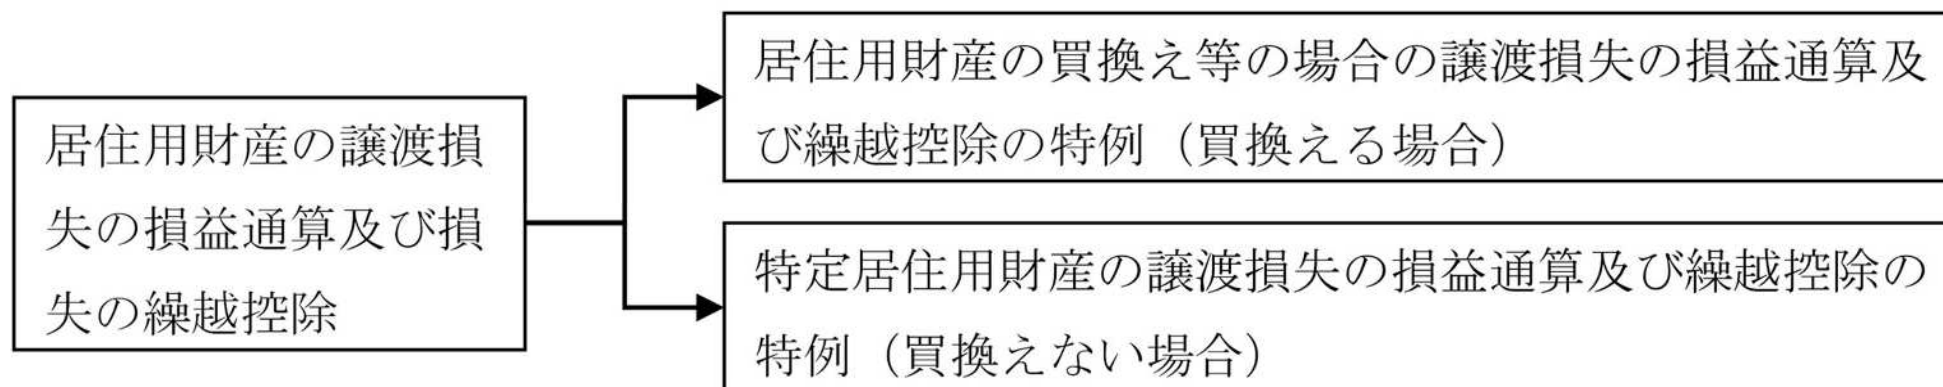 居住用財産の譲渡損
失の損益通算及び損
失の繰越控除
居住用財産の買換え等の場合の譲渡損失の損益通算及
び繰越控除の特例（買換える場合）
特定居住用財産の譲渡損失の損益通算及び繰越控除の
特例（買換えない場合）